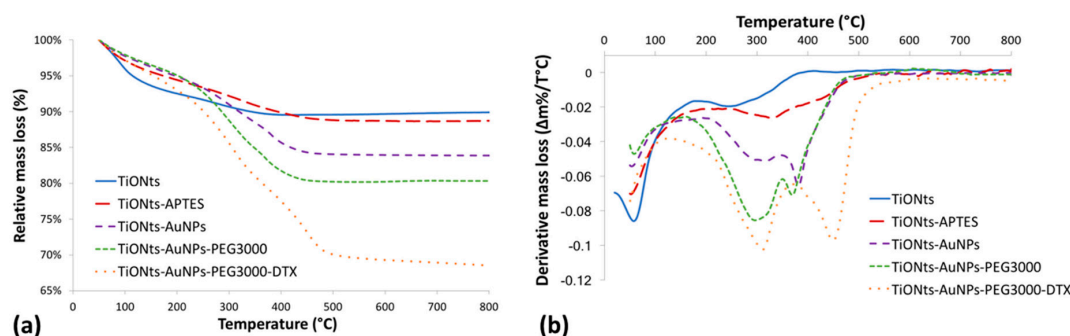 100%
95%
90%
85%
80%
75%
70%
65%
Relative mass loss (%)
TiONts
TiONts-APTES
TiONts-AuNPs
TiONts-AuNPs-PEG3000
TiONts-AuNPs-PEG3000-DTX
100 200 300 400 500 600 700 800
Temperature (°C)
(a)
Temperature (°C)
0 100 200 300 400 500 600 700 800
0
-0.02
-0.04
-0.06
-0.08
-0.1
-0.12
Derivative mass loss (Δm%/T°C)
TiONts
TiONts-APTES
TiONts-AuNPs
TiONts-AuNPs-PEG3000
TiONts-AuNPs-PEG3000-DTX
(b)